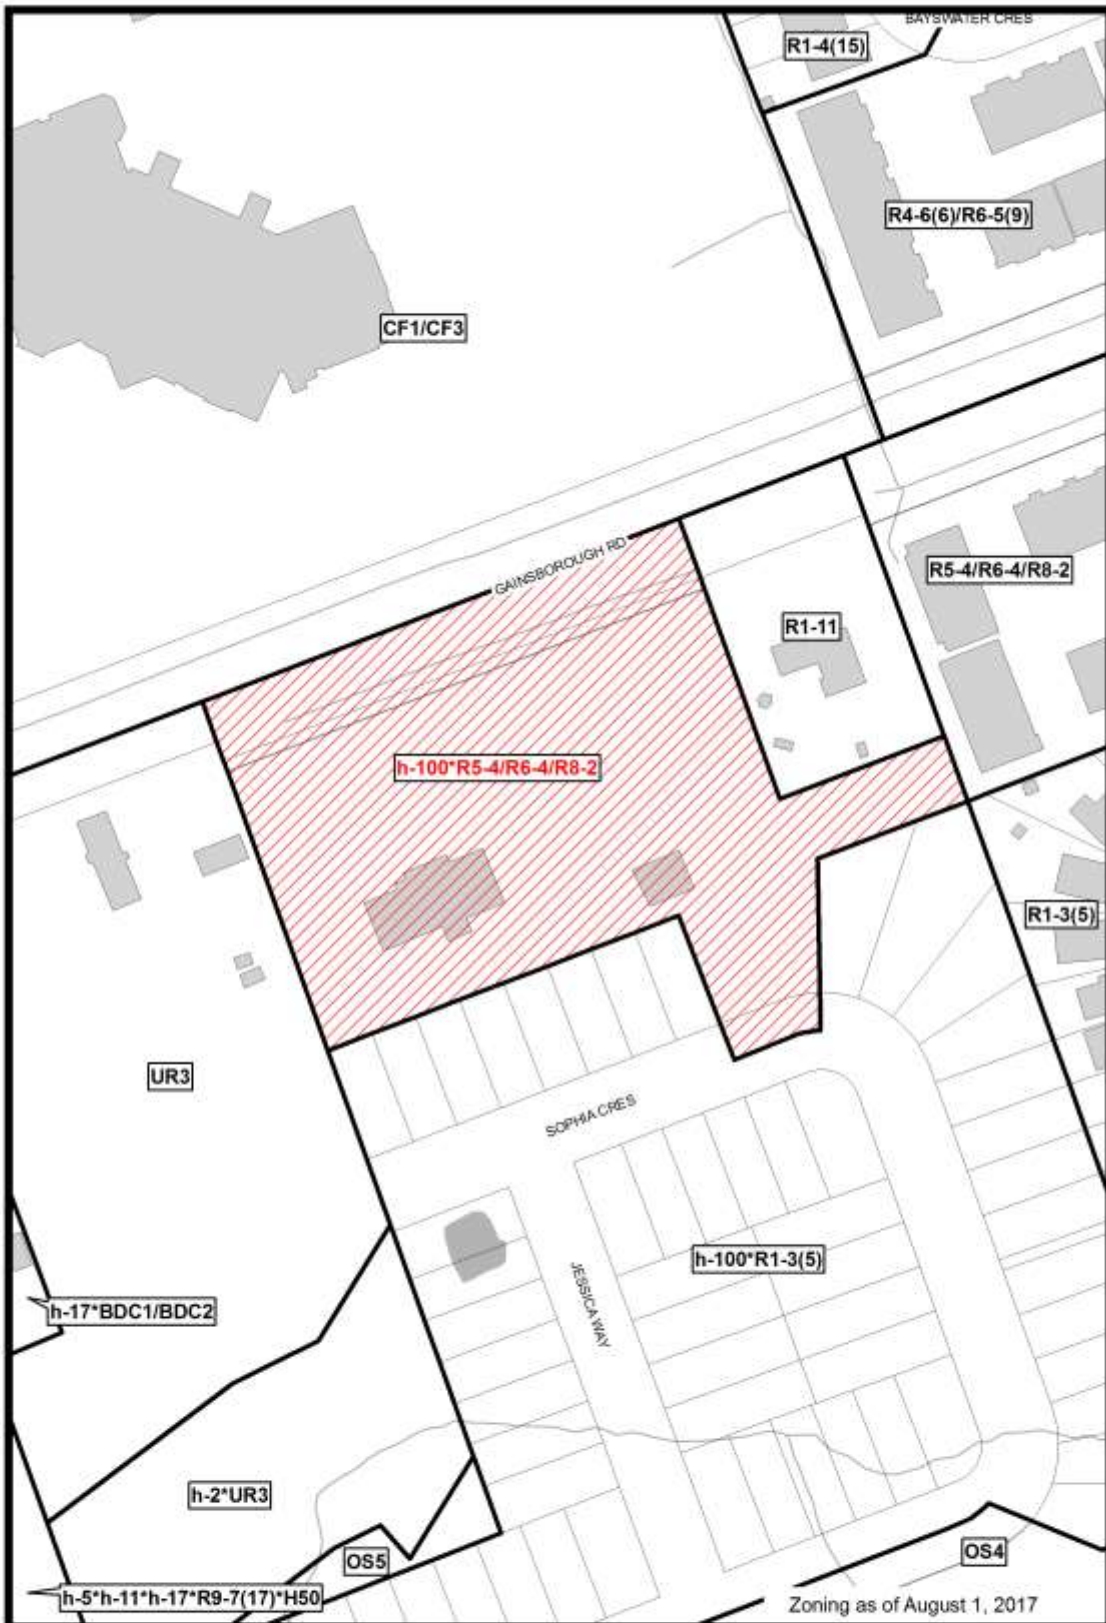 BAYSWATER CRES
R1-4(15)
R4-6(6)/R6-5(9)
CF1/CF3
GAINSBOROUGH RD
R5-4/R6-4/R8-2
R1-11
h-100*R5-4/R6-4/R8-2
R1-3(5)
UR3
SOPHIA CRES
h-100*R1-3(5)
JESSICA WAY
h-17*BDC1/BDC2
h-2*UR3
OS5
OS4
h-5*h-11*h-17*R9-7(17)*H50
Zoning as of August 1, 2017